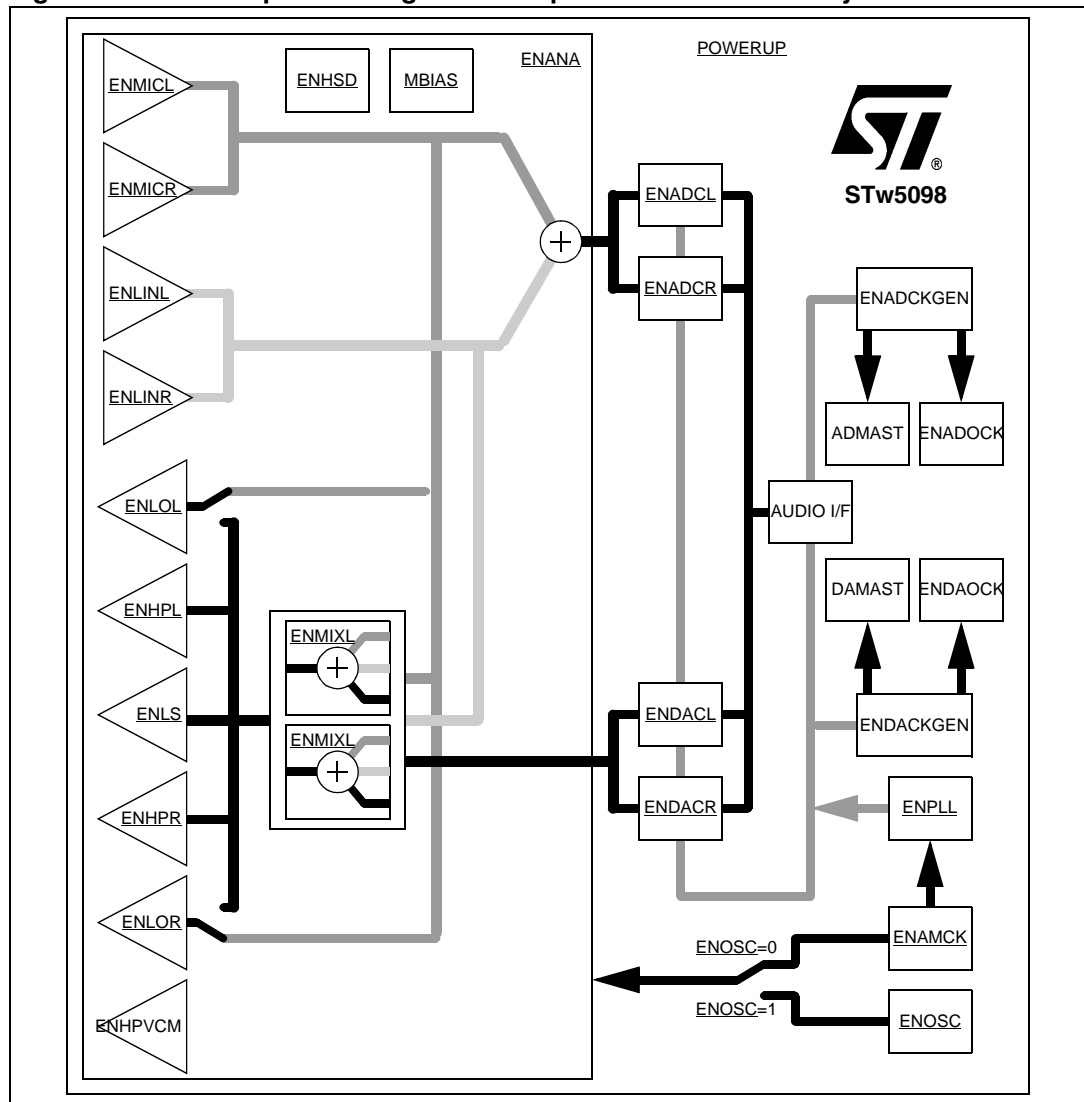 ENANA
POWERUP
ENHSD
MBIAS
ENMICL
ENMICR
ENLINL
ENLINR
ENLOL
ENHPL
ENLS
ENHPR
ENLOR
ENHPVCM
+
ENMIXL
+
ENMIXL
+
ENADCL
ENADCR
ENDACL
ENDACR
ST®
STw5098
ENADCKGEN
ADMAST
ENADOCK
AUDIO I/F
DAMAST
ENDAOCK
ENDACKGEN
ENPLL
ENAMCK
ENOSC=0
ENOSC=1
ENOSC